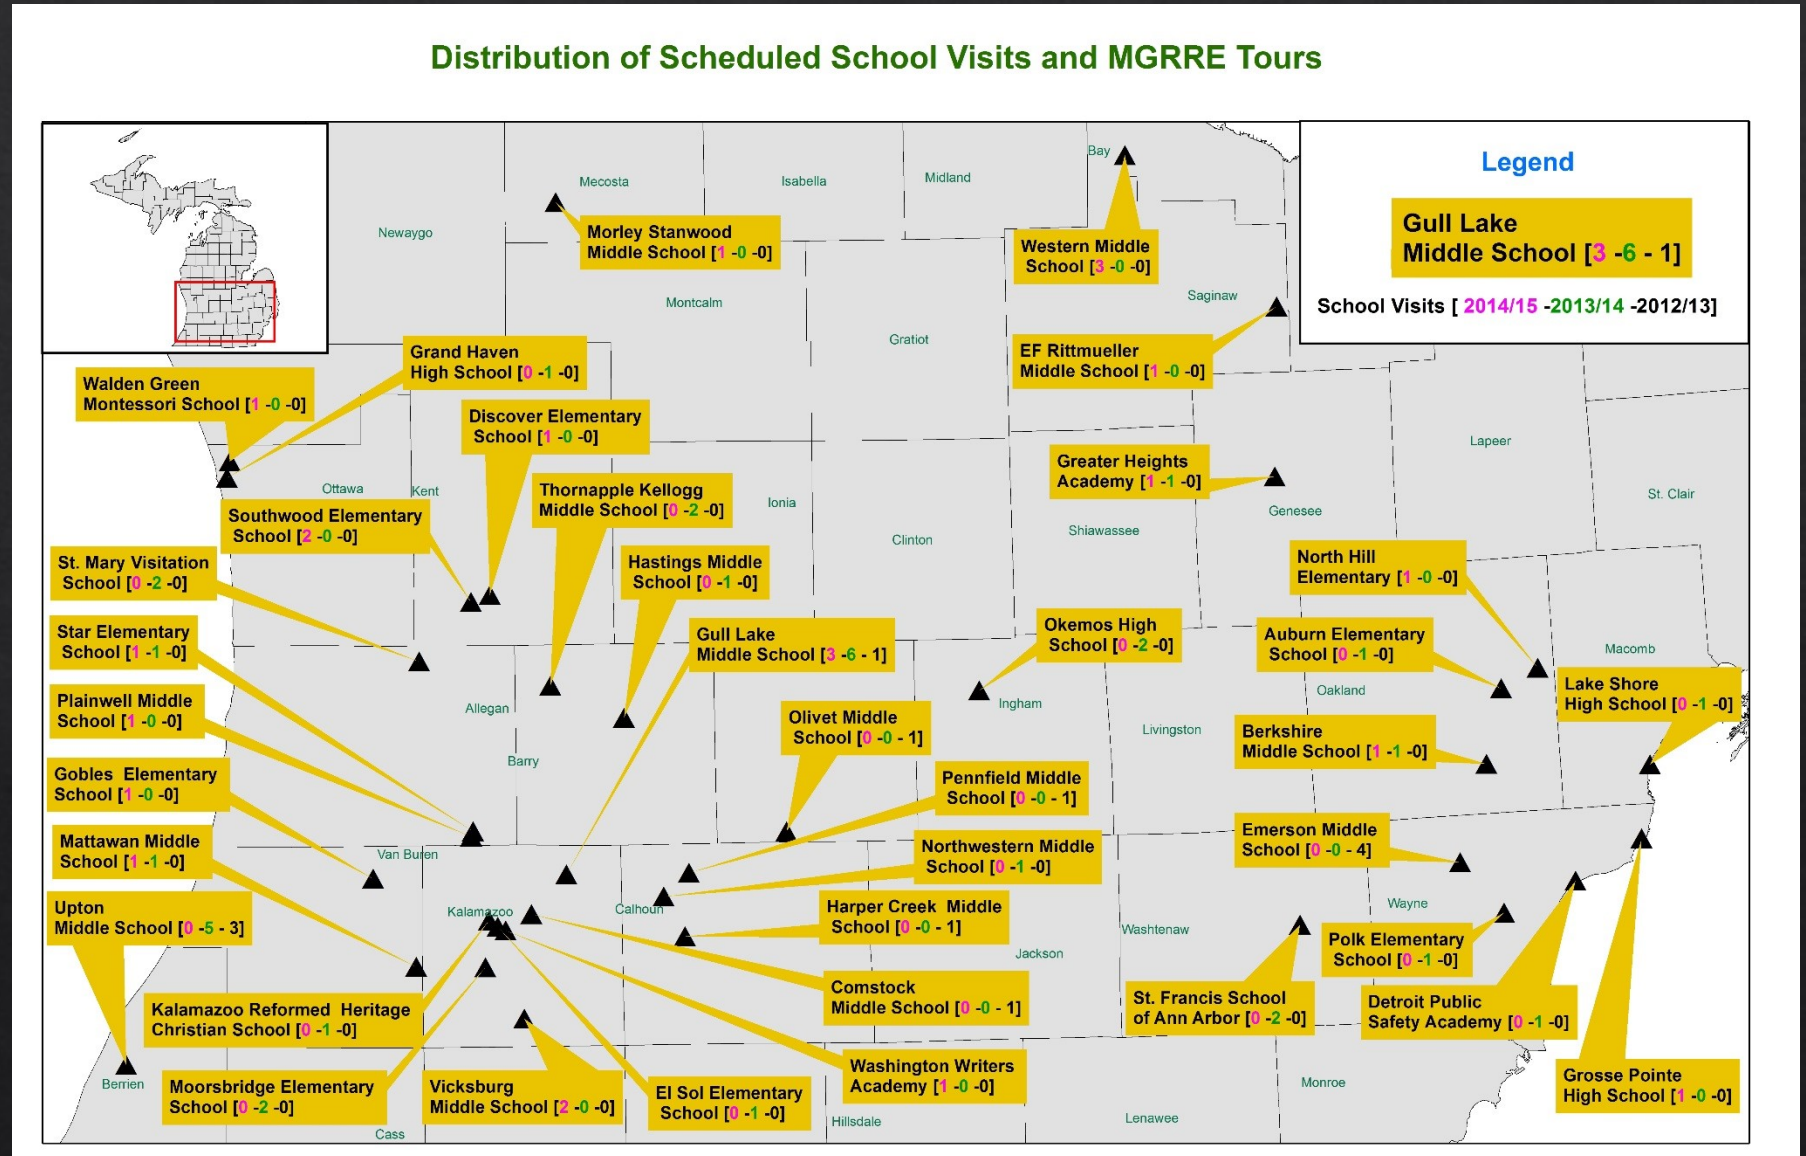 Distribution of Scheduled School Visits and MGRRE Tours
Legend
Gull Lake
Middle School [3 -6 - 1]
School Visits [ 2014/15 -2013/14 -2012/13]
Bay
Mecosta
Isabella
Midland
Newaygo
Morley Stanwood
Middle School [1 -0 -0]
Western Middle
School [3 -0 -0]
Montcalm
Saginaw
Gratiot
EF Rittmueller
Middle School [1 -0 -0]
Grand Haven
High School [0 -1 -0]
Walden Green
Montessori School [1 -0 -0]
Discover Elementary
School [1 -0 -0]
Lapeer
Greater Heights
Academy [1 -1 -0]
Ottawa
Kent
Thornapple Kellogg
Middle School [0 -2 -0]
Ionia
St. Clair
Genesee
Southwood Elementary
School [2 -0 -0]
Shiawassee
Clinton
St. Mary Visitation
School [0 -2 -0]
Hastings Middle
School [0 -1 -0]
North Hill
Elementary [1 -0 -0]
Star Elementary
School [1 -1 -0]
Gull Lake
Middle School [3 -6 - 1]
Okemos High
School [0 -2 -0]
Auburn Elementary
School [0 -1 -0]
Macomb
Lake Shore
High School [0 -1 -0]
Plainwell Middle
School [1 -0 -0]
Allegan
Ingham
Oakland
Olivet Middle
School [0 -0 - 1]
Livingston
Berkshire
Middle School [1 -1 -0]
Barry
Gobles  Elementary
School [1 -0 -0]
Pennfield Middle
School [0 -0 - 1]
Mattawan Middle
School [1 -1 -0]
Van Buren
Northwestern Middle
School [0 -1 -0]
Emerson Middle
School [0 -0 - 4]
Upton
Middle School [0 -5 - 3]
Kalamazoo
Calhoun
Harper Creek  Middle
School [0 -0 - 1]
Wayne
Washtenaw
Jackson
Polk Elementary
School [0 -1 -0]
Kalamazoo Reformed  Heritage
Christian School [0 -1 -0]
Comstock
Middle School [0 -0 - 1]
St. Francis School
of Ann Arbor [0 -2 -0]
Detroit Public
Safety Academy [0 -1 -0]
Berrien
Moorsbridge Elementary
School [0 -2 -0]
Vicksburg
Middle School [2 -0 -0]
El Sol Elementary
School [0 -1 -0]
Washington Writers
Academy [1 -0 -0]
Monroe
Grosse Pointe
High School [1 -0 -0]
Cass
Hillsdale
Lenawee